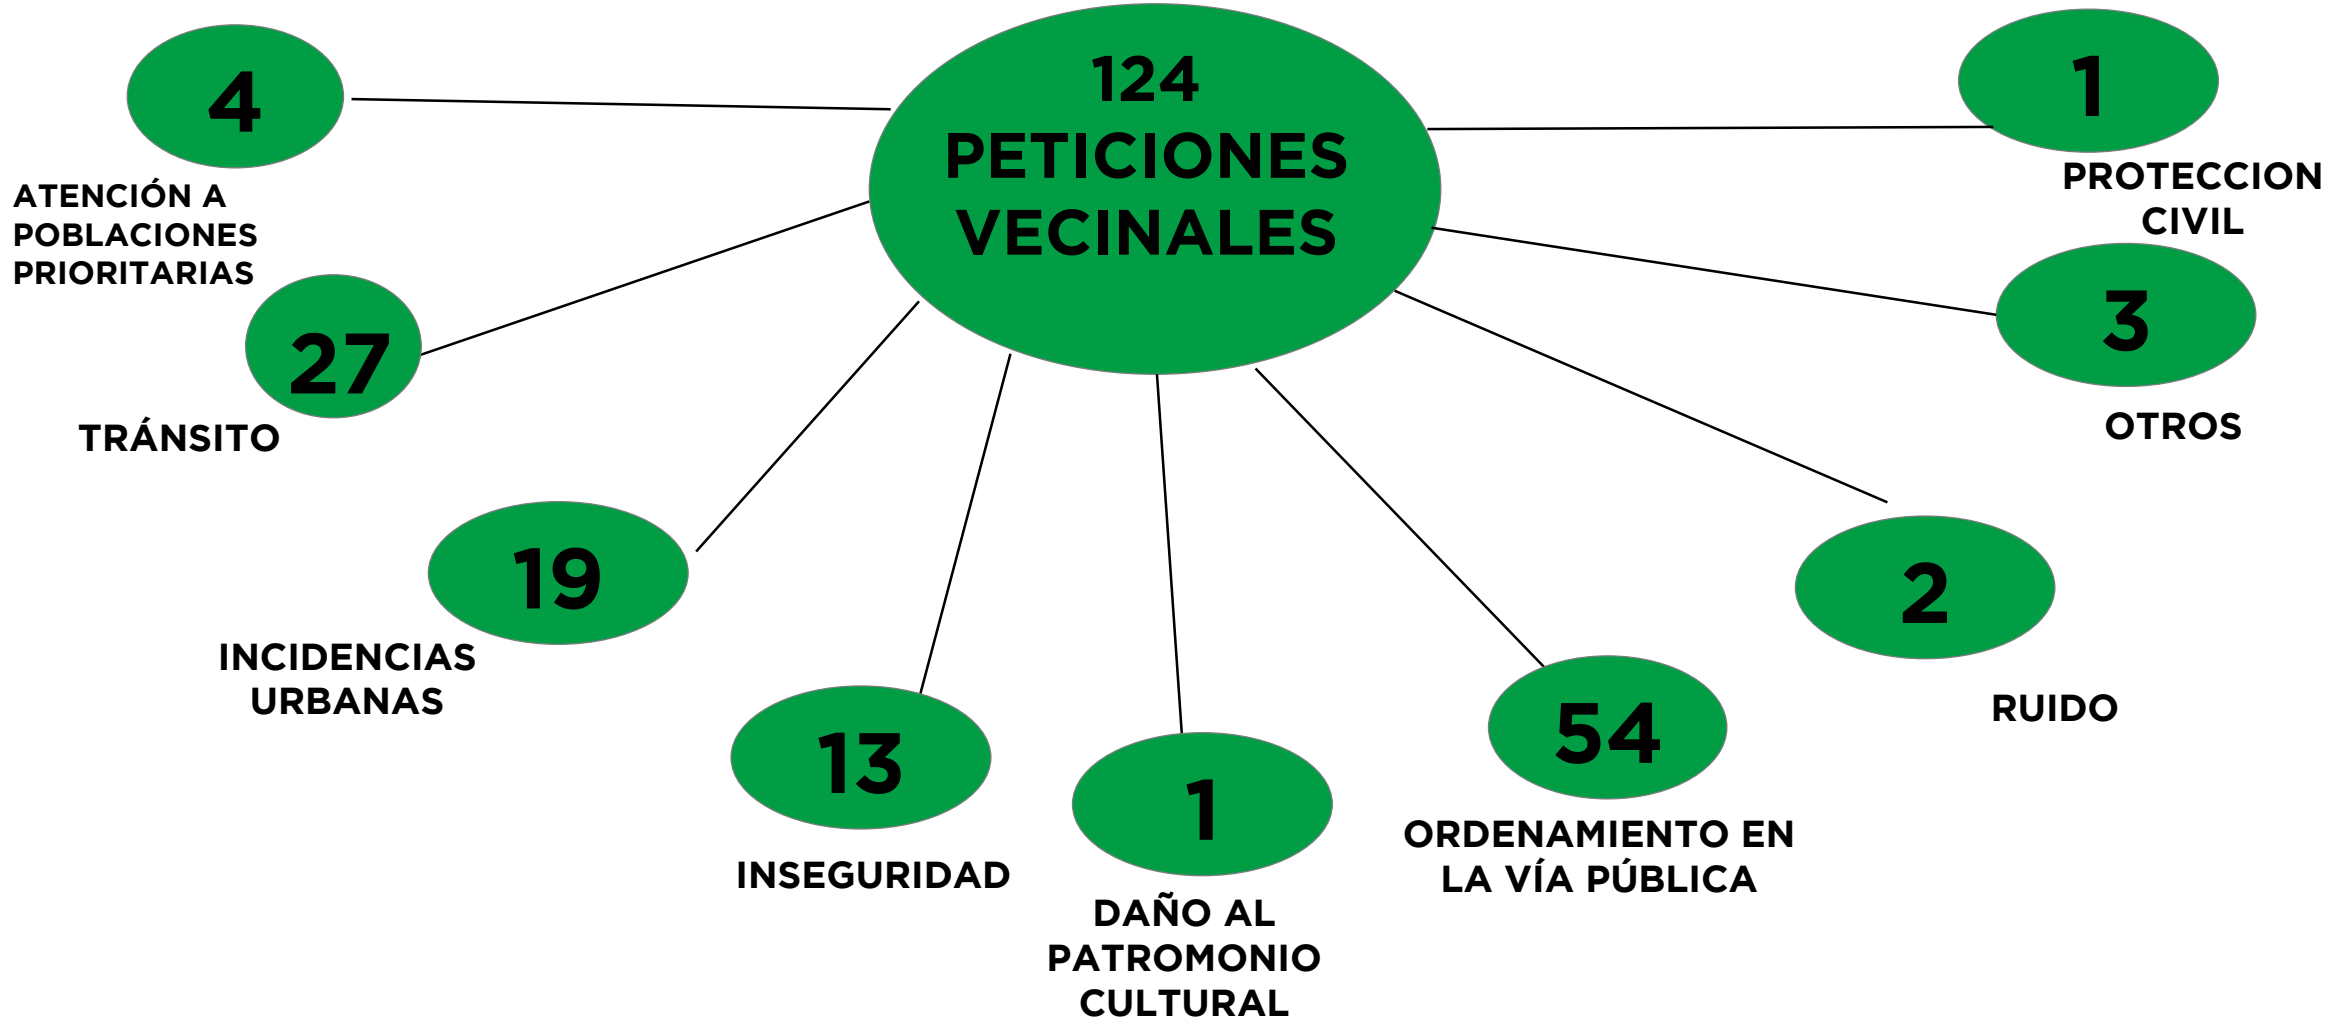 124
PETICIONES
VECINALES
4
ATENCIÓN A
POBLACIONES
PRIORITARIAS
27
TRÁNSITO
19
INCIDENCIAS
URBANAS
13
INSEGURIDAD
1
DAÑO AL
PATROMONIO
CULTURAL
54
ORDENAMIENTO EN
LA VÍA PÚBLICA
2
RUIDO
3
OTROS
1
PROTECCION
CIVIL